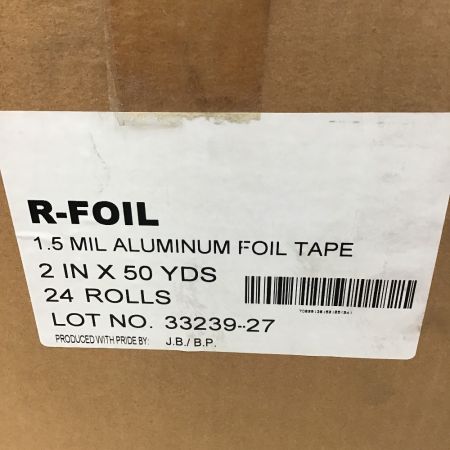 R-FOIL
1.5 MIL ALUMINUM FOIL TAPE
2 IN X 50 YDS
24 ROLLS
LOT NO. 33239-27
PRODUCED WITH PRIDE BY: J.B./ B.P.